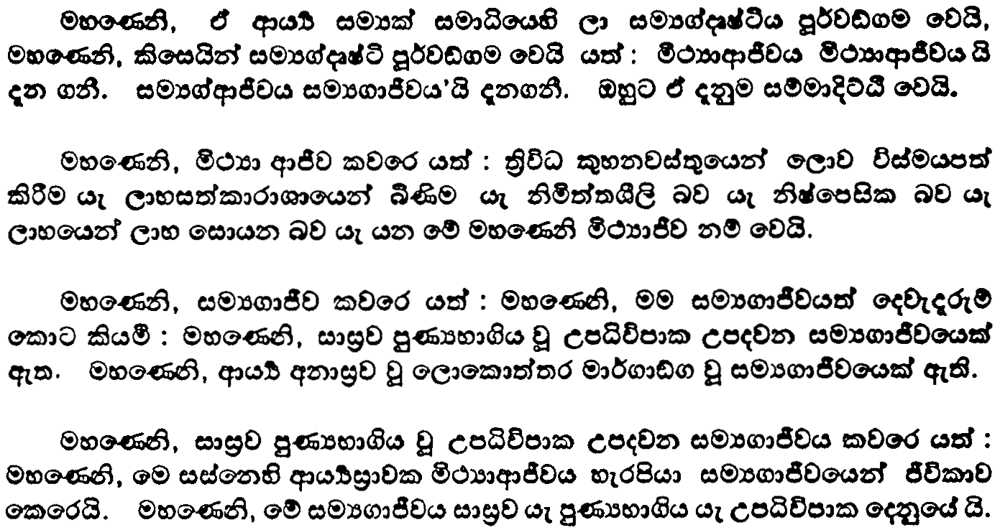 මහණෙනි, ඒ ආර්‍ය්‍ය සම්‍යක් සමාධියෙහි ලා සම්‍යග්දෘෂ්ටිය පූර්වඞ්ගම වෙයි,
මහණෙනි, කිසෙයින් සම්‍යග්දෘෂ්ටි පූර්වඞ්ගම වෙයි යත් : මිථ්‍යාආජීවය මිථ්‍යාආජීවය යි
දැන ගනී. සම්‍යග්ආජීවය සම්‍යගාජීවය'යි දැනගනී. ඔහුට ඒ දැනුම සම්මාදිට්ඨි වෙයි.
මහණෙනි, මිථ්‍යා ආජීව කවරෙ යත් : ත්‍රිවිධ කුහනවස්තුයෙන් ලොව විස්මයපත්
කිරීම යැ ලාභසත්කාරාශායෙන් බිණිම යැ නිමිත්තශීලි බව යැ නිෂ්පෙසික බව යැ
ලාභයෙන් ලාභ සොයන බව යැ යන මේ මහණෙනි මිථ්‍යාජීව නම් වෙයි.
මහණෙනි, සම්‍යගාජීව කවරෙ යත් : මහණෙනි, මම සම්‍යගාජීවයත් දෙවැදෑරුම්
කොට කියමි : මහණෙනි, සාස්‍රව පුණ්‍යභාගිය වූ උපධිවිපාක උපදවන සම්‍යගාජීවයෙක්
ඇත. මහණෙනි, ආර්‍ය්‍ය අනාස්‍රව වූ ලොකොත්තර මාර්ගාඞ්ග වූ සම්‍යගාජීවයෙක් ඇති.
මහණෙනි, සාස්‍රව පුණ්‍යභාගිය වූ උපධිවිපාක උපදවන සම්‍යගාජීවය කවරෙ යත් :
මහණෙනි, මෙ සස්නෙහි ආර්‍ය්‍යස්‍රාවක මිථ්‍යාආජීවය හැරපියා සම්‍යගාජීවයෙන් ජීවිකාව
කෙරෙයි. මහණෙනි, මේ සම්‍යගාජීවය සාස්‍රව යැ පුණ්‍යභාගිය යැ උපධිවිපාක දෙනුයේ යි.